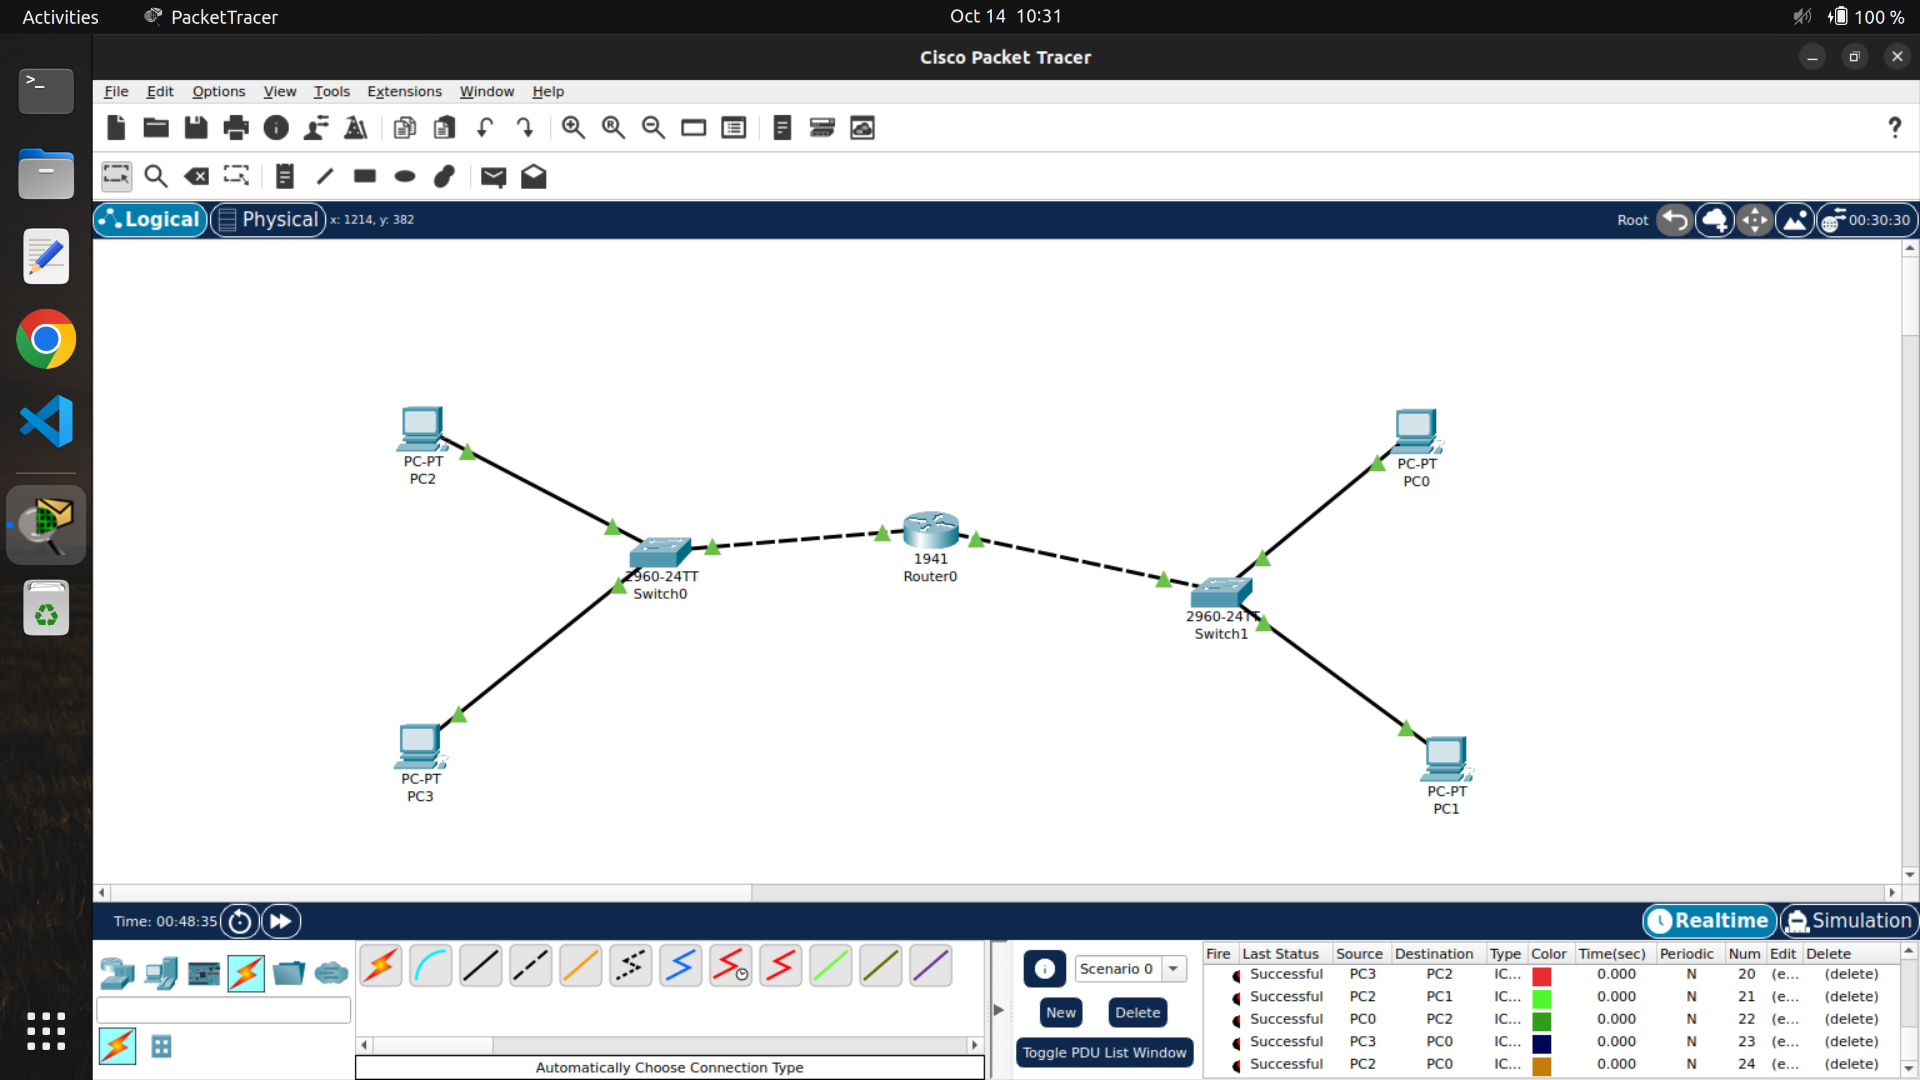 Activities PacketTracer Oct 14 10:31 100 %
Cisco Packet Tracer
File Edit Options View Tools Extensions Window Help
Logical Physical x: 1214, y: 382 Root 00:30:30
PC-PT
PC2
PC-PT
PC0
1941
Router0
2960-24TT
Switch0
2960-24TT
Switch1
PC-PT
PC3
PC-PT
PC1
Time: 00:48:35 Realtime Simulation
Scenario 0
New Delete
Toggle PDU List Window
Automatically Choose Connection Type
Fire Last Status Source Destination Type Color Time(sec) Periodic Num Edit Delete
Successful PC3 PC2 IC... 0.000 N 20 (e... (delete)
Successful PC2 PC1 IC... 0.000 N 21 (e... (delete)
Successful PC0 PC2 IC... 0.000 N 22 (e... (delete)
Successful PC3 PC0 IC... 0.000 N 23 (e... (delete)
Successful PC2 PC0 IC... 0.000 N 24 (e... (delete)